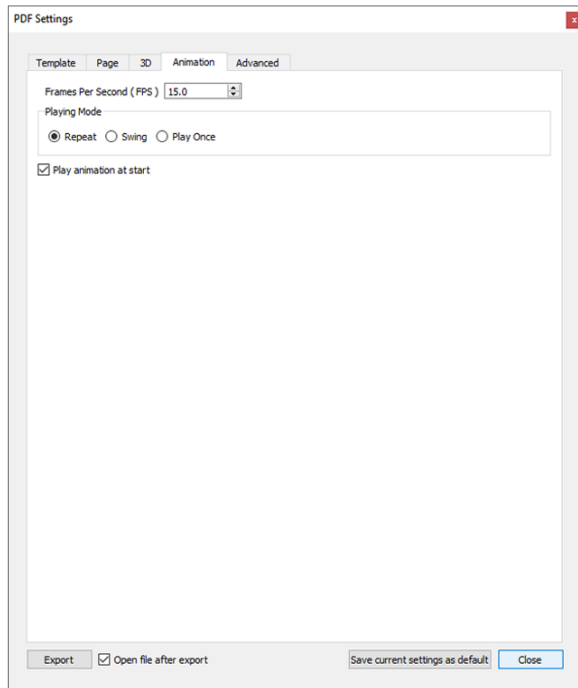 PDF Settings
x
Template Page 3D Animation Advanced
Frames Per Second ( FPS ) 15.0
Playing Mode
Repeat Swing Play Once
Play animation at start
Export Open file after export Save current settings as default Close